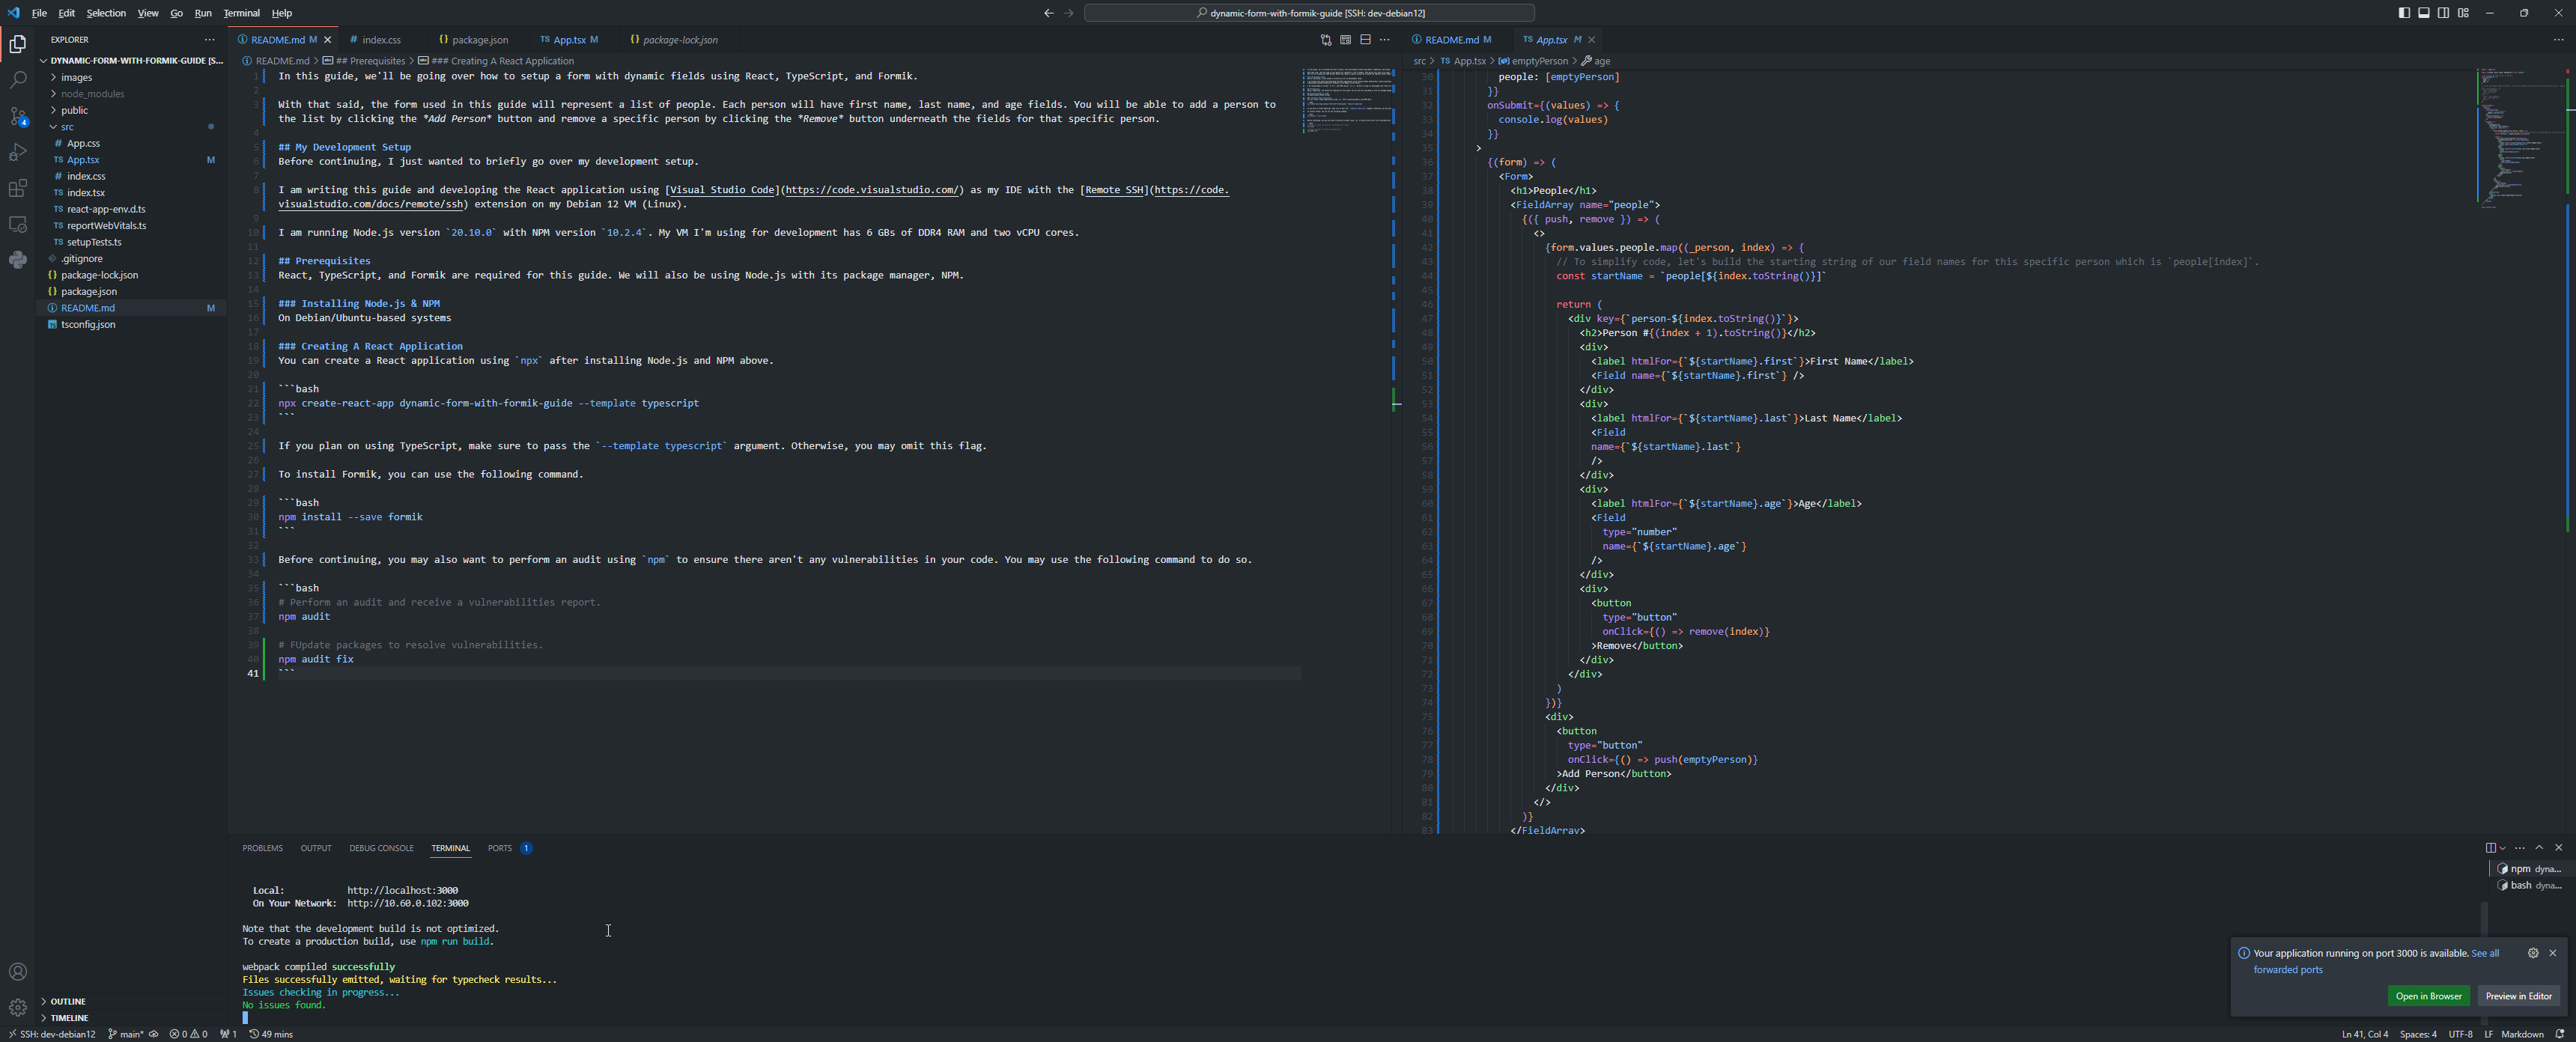 File Edit Selection View Go Run Terminal Help
dynamic-form-with-formik-guide [SSH: dev-debian12]
EXPLORER
DYNAMIC-FORM-WITH-FORMIK-GUIDE [S...
images
node_modules
public
src
# App.css
TS App.tsx M
# index.css
TS index.tsx
TS react-app-env.d.ts
TS reportWebVitals.ts
TS setupTests.ts
.gitignore
{} package-lock.json
{} package.json
README.md M
tsconfig.json
OUTLINE
TIMELINE
README.md M
# index.css
{} package.json
TS App.tsx M
{} package-lock.json
README.md > ## Prerequisites > ### Creating A React Application
1 In this guide, we'll be going over how to setup a form with dynamic fields using React, TypeScript, and Formik.
2
3 With that said, the form used in this guide will represent a list of people. Each person will have first name, last name, and age fields. You will be able to add a person to
the list by clicking the *Add Person* button and remove a specific person by clicking the *Remove* button underneath the fields for that specific person.
4
5 ## My Development Setup
6 Before continuing, I just wanted to briefly go over my development setup.
7
8 I am writing this guide and developing the React application using [Visual Studio Code](https://code.visualstudio.com/) as my IDE with the [Remote SSH](https://code.
visualstudio.com/docs/remote/ssh) extension on my Debian 12 VM (Linux).
9
10 I am running Node.js version `20.10.0` with NPM version `10.2.4`. My VM I'm using for development has 6 GBs of DDR4 RAM and two vCPU cores.
11
12 ## Prerequisites
13 React, TypeScript, and Formik are required for this guide. We will also be using Node.js with its package manager, NPM.
14
15 ### Installing Node.js & NPM
16 On Debian/Ubuntu-based systems
17
18 ### Creating A React Application
19 You can create a React application using `npx` after installing Node.js and NPM above.
20
21 ```bash
22 npx create-react-app dynamic-form-with-formik-guide --template typescript
23 ```
24
25 If you plan on using TypeScript, make sure to pass the `--template typescript` argument. Otherwise, you may omit this flag.
26
27 To install Formik, you can use the following command.
28
29 ```bash
30 npm install --save formik
31 ```
32
33 Before continuing, you may also want to perform an audit using `npm` to ensure there aren't any vulnerabilities in your code. You may use the following command to do so.
34
35 ```bash
36 # Perform an audit and receive a vulnerabilities report.
37 npm audit
38
39 # FUpdate packages to resolve vulnerabilities.
40 npm audit fix
41 ```
README.md M
TS App.tsx M
src > TS App.tsx > emptyPerson > age
30 people: [emptyPerson]
31 }}
32 onSubmit={(values) => {
33 console.log(values)
34 }}
35 >
36 {(form) => (
37 <Form>
38 <h1>People</h1>
39 <FieldArray name="people">
40 {({ push, remove }) => (
41 <>
42 {form.values.people.map((_person, index) => {
43 // To simplify code, let's build the starting string of our field names for this specific person which is `people[index]`.
44 const startName = `people[${index.toString()}]`
45
46 return (
47 <div key={`person-${index.toString()}`}>
48 <h2>Person #{(index + 1).toString()}</h2>
49 <div>
50 <label htmlFor={`${startName}.first`}>First Name</label>
51 <Field name={`${startName}.first`} />
52 </div>
53 <div>
54 <label htmlFor={`${startName}.last`}>Last Name</label>
55 <Field
56 name={`${startName}.last`}
57 />
58 </div>
59 <div>
60 <label htmlFor={`${startName}.age`}>Age</label>
61 <Field
62 type="number"
63 name={`${startName}.age`}
64 />
65 </div>
66 <div>
67 <button
68 type="button"
69 onClick={() => remove(index)}
70 >Remove</button>
71 </div>
72 </div>
73 )
74 })}
75 <div>
76 <button
77 type="button"
78 onClick={() => push(emptyPerson)}
79 >Add Person</button>
80 </div>
81 </>
82 )}
83 </FieldArray>
PROBLEMS OUTPUT DEBUG CONSOLE TERMINAL PORTS 1
Local: http://localhost:3000
On Your Network: http://10.60.0.102:3000
Note that the development build is not optimized.
To create a production build, use npm run build.
webpack compiled successfully
Files successfully emitted, waiting for typecheck results...
Issues checking in progress...
No issues found.
npm dyna...
bash dyna...
Your application running on port 3000 is available. See all
forwarded ports
Open in Browser Preview in Editor
SSH: dev-debian12 main* 0 0 1 49 mins
Ln 41, Col 4 Spaces: 4 UTF-8 LF Markdown